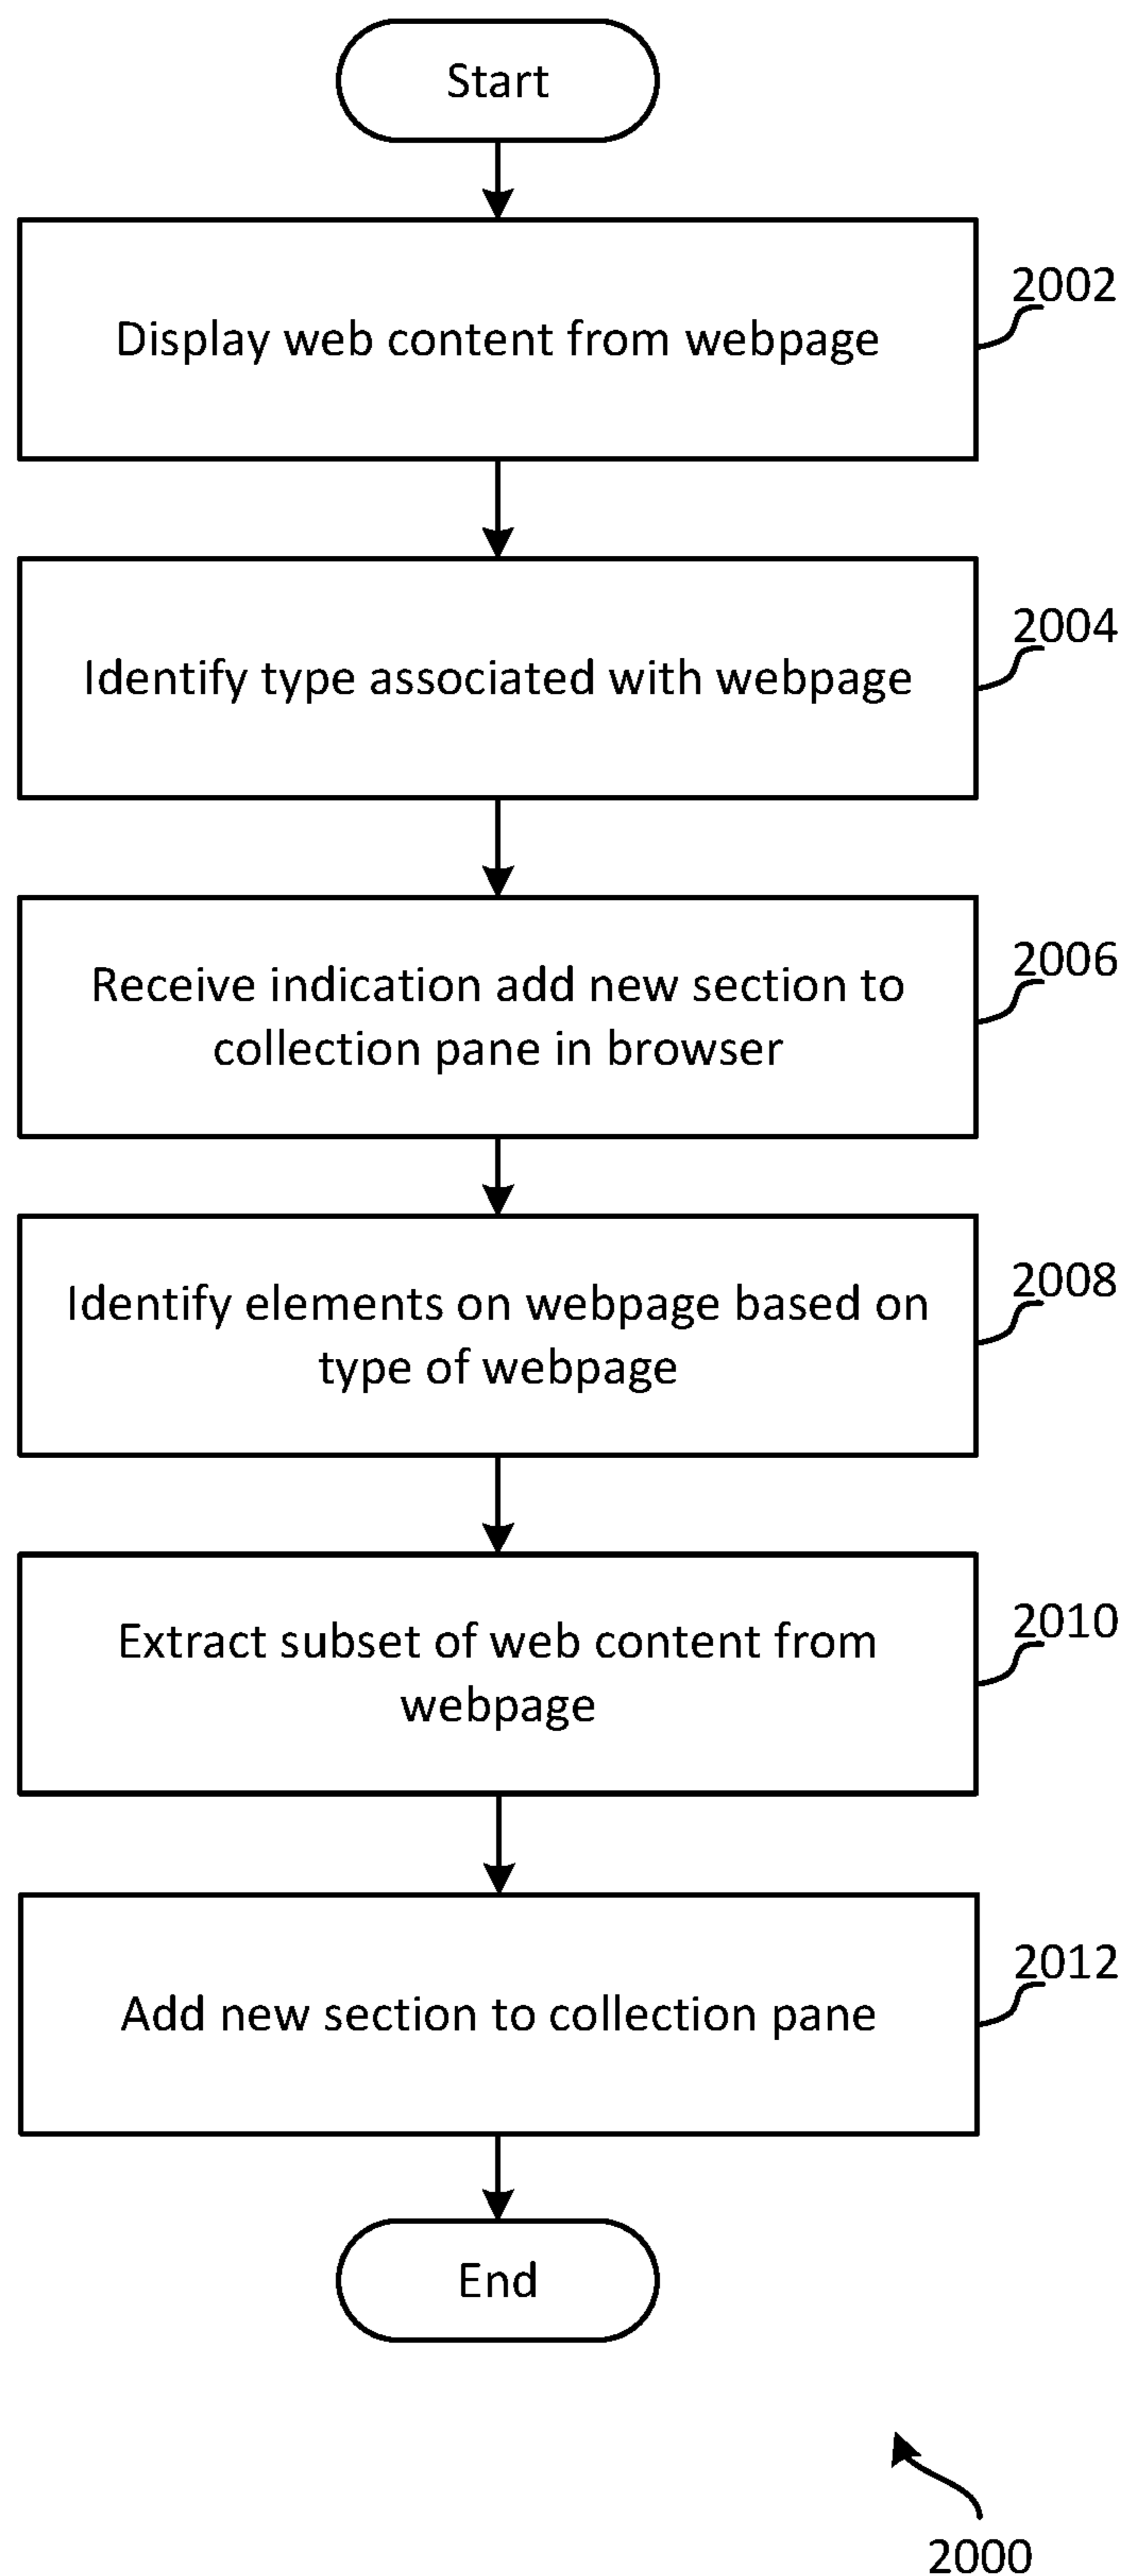 Start
Display web content from webpage
2002
Identify type associated with webpage
2004
Receive indication add new section to
collection pane in browser
2006
Identify elements on webpage based on
type of webpage
2008
Extract subset of web content from
webpage
2010
Add new section to collection pane
2012
End
2000